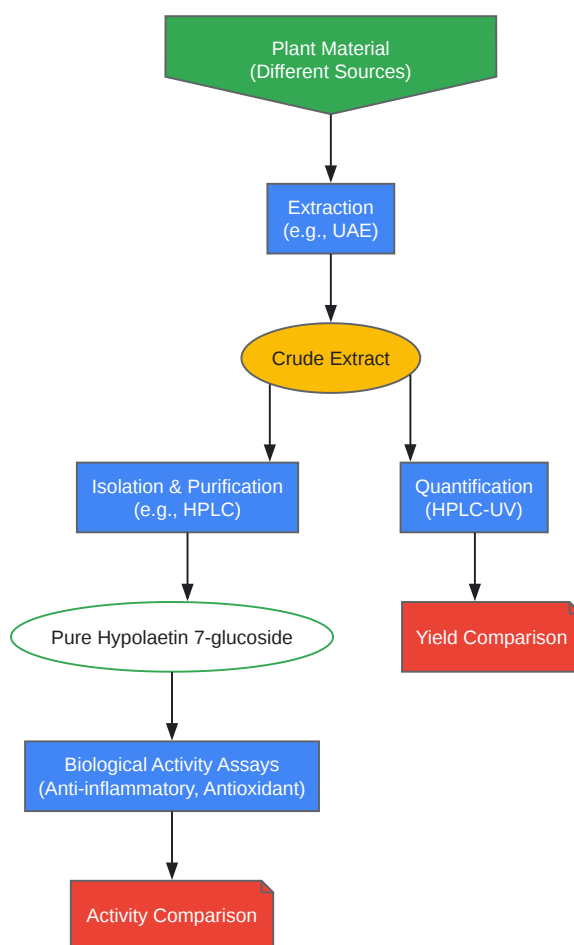 Plant Material
(Different Sources)
Extraction
(e.g., UAE)
Crude Extract
Isolation & Purification
(e.g., HPLC)
Quantification
(HPLC-UV)
Pure Hypolaetin 7-glucoside
Yield Comparison
Biological Activity Assays
(Anti-inflammatory, Antioxidant)
Activity Comparison